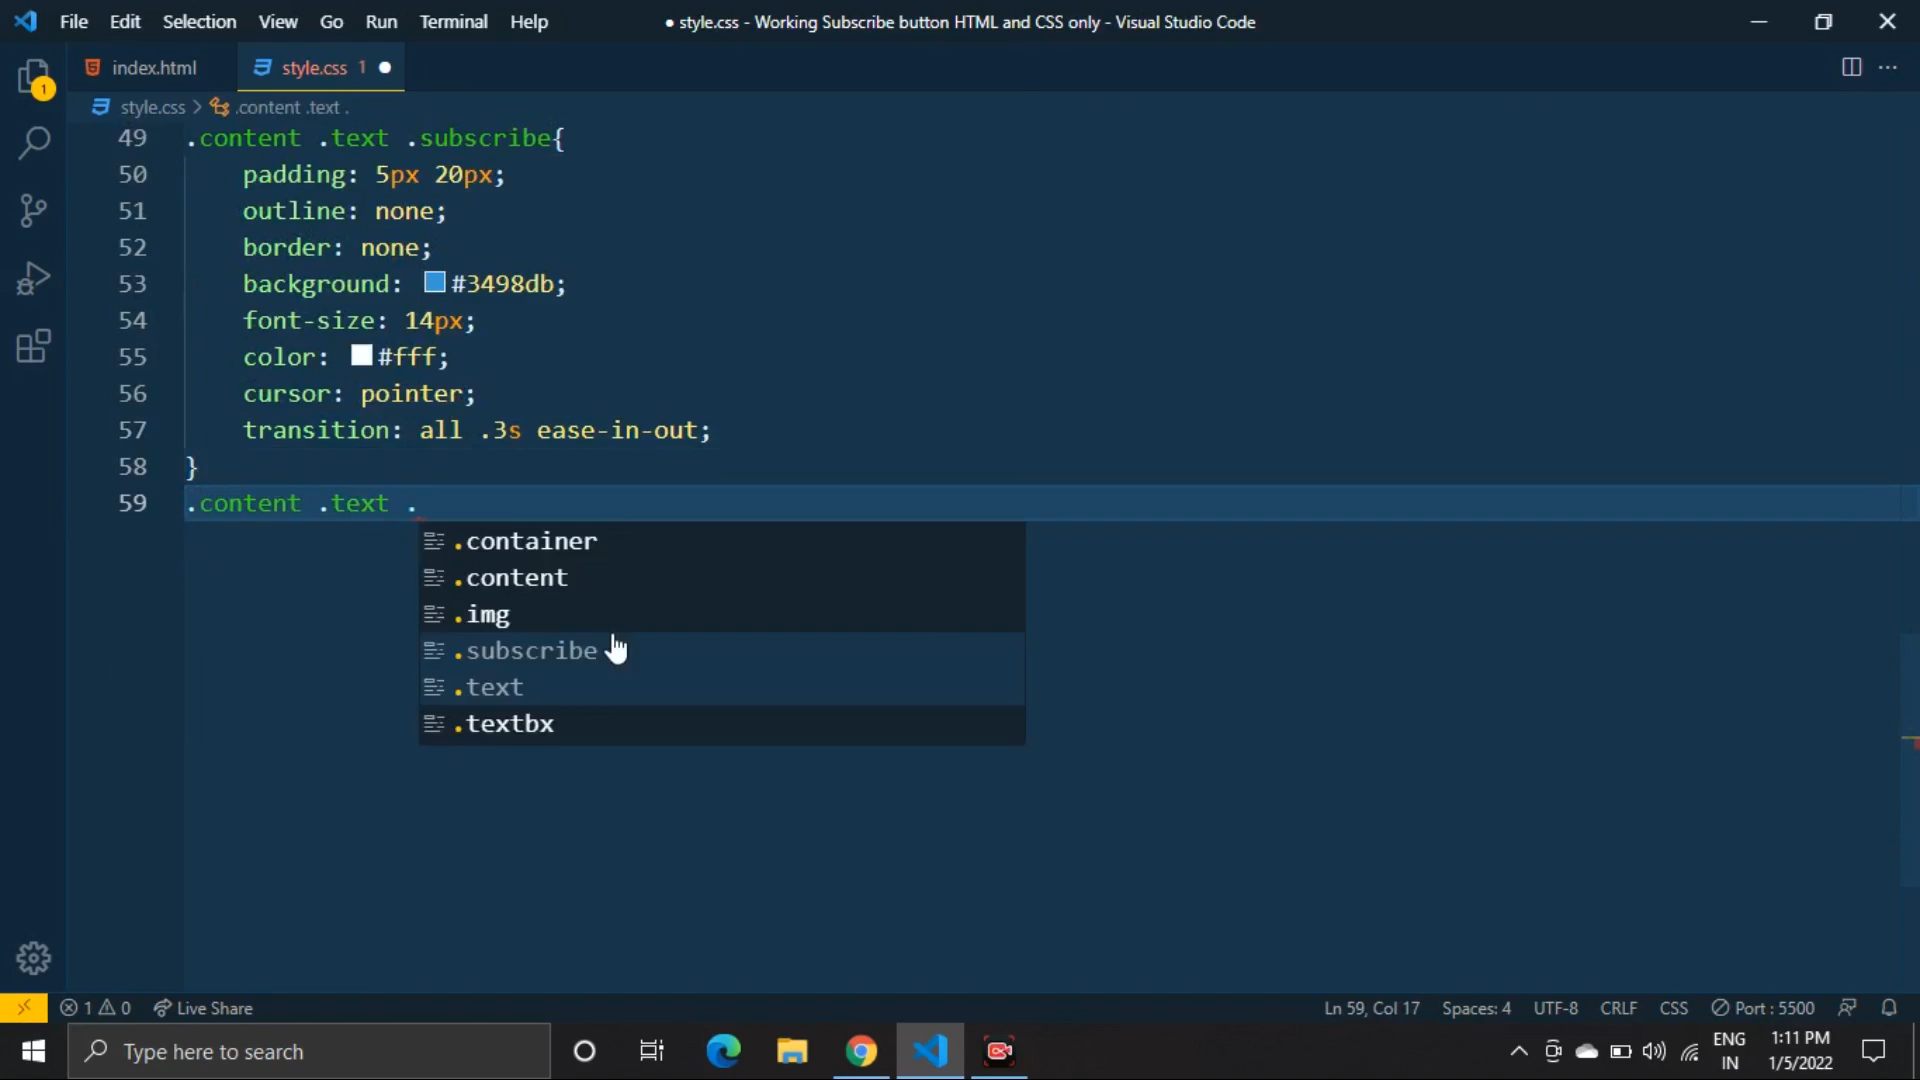 File Edit Selection View Go Run Terminal Help
● style.css - Working Subscribe button HTML and CSS only - Visual Studio Code
index.html
style.css 1
style.css > .content .text .
1
49 .content .text .subscribe{
50 padding: 5px 20px;
51 outline: none;
52 border: none;
53 background: #3498db;
54 font-size: 14px;
55 color: #fff;
56 cursor: pointer;
57 transition: all .3s ease-in-out;
58 }
59 .content .text .
.container
.content
.img
.subscribe
.text
.textbx
1 0 Live Share
Ln 59, Col 17 Spaces: 4 UTF-8 CRLF CSS Port : 5500
Type here to search
ENG
IN
1:11 PM
1/5/2022